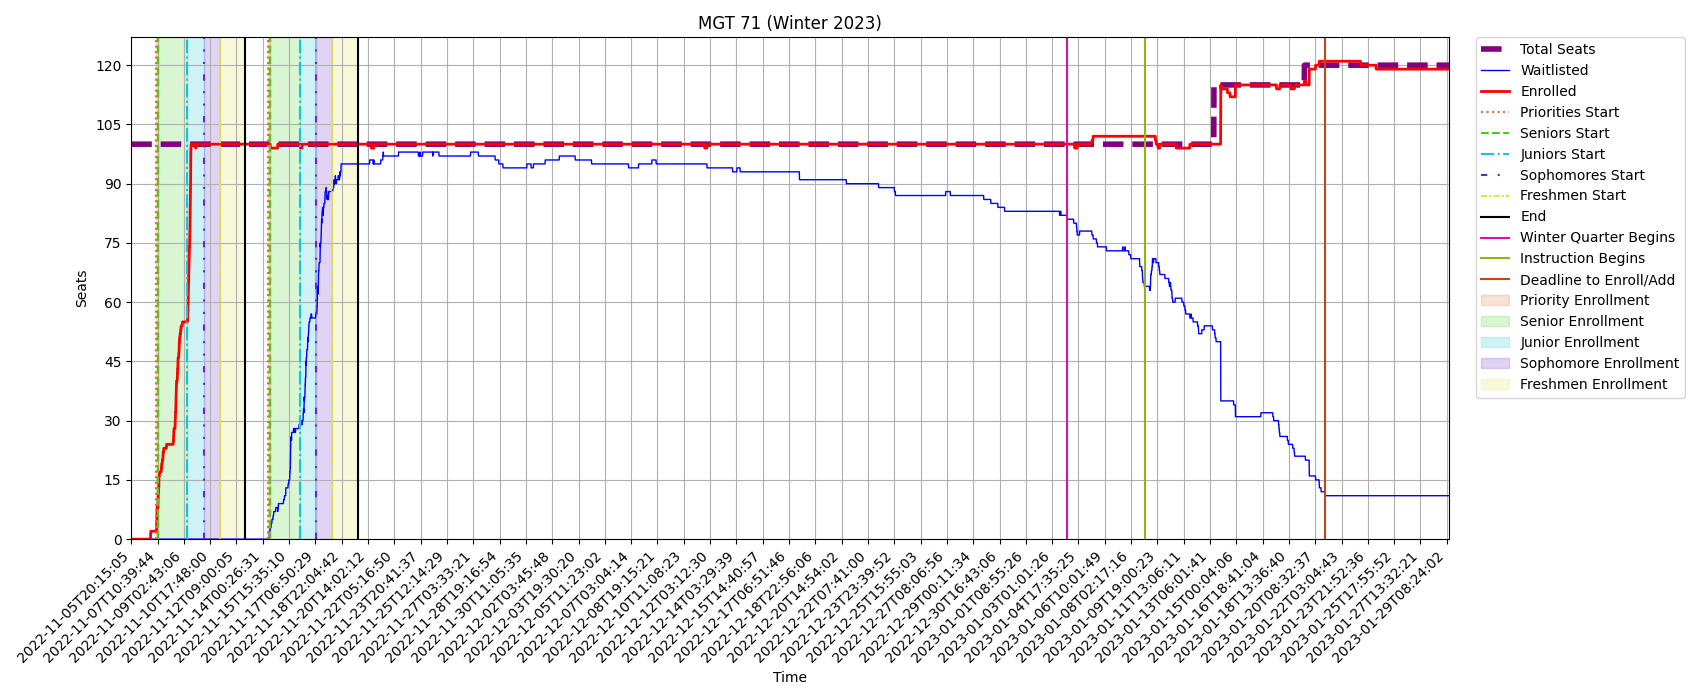 MGT 71 (Winter 2023)
Seats
120
105
90
75
60
45
30
15
0
2022-11-05T20:15:05
2022-11-07T10:39:44
2022-11-09T02:43:06
2022-11-10T17:48:00
2022-11-12T09:00:05
2022-11-14T00:26:31
2022-11-15T15:35:10
2022-11-17T06:50:29
2022-11-18T22:04:42
2022-11-20T14:02:12
2022-11-22T05:16:50
2022-11-23T20:41:37
2022-11-25T12:14:29
2022-11-27T03:33:21
2022-11-28T19:16:54
2022-11-30T11:05:35
2022-12-02T03:45:48
2022-12-03T19:30:20
2022-12-05T11:23:02
2022-12-07T03:04:14
2022-12-08T19:15:21
2022-12-10T11:08:23
2022-12-12T03:12:30
2022-12-14T03:29:39
2022-12-15T14:40:57
2022-12-17T06:51:46
2022-12-18T22:56:06
2022-12-20T14:54:02
2022-12-22T07:41:00
2022-12-23T23:39:52
2022-12-25T15:55:03
2022-12-27T08:06:56
2022-12-29T00:11:34
2022-12-30T16:43:06
2023-01-01T08:55:26
2023-01-03T01:01:26
2023-01-04T17:35:25
2023-01-06T10:01:49
2023-01-08T02:17:16
2023-01-09T19:00:23
2023-01-11T13:06:11
2023-01-13T06:01:41
2023-01-15T00:04:06
2023-01-16T18:41:04
2023-01-18T13:36:40
2023-01-20T08:32:37
2023-01-22T03:04:43
2023-01-23T21:52:36
2023-01-25T17:55:52
2023-01-27T13:32:21
2023-01-29T08:24:02
Time
Total Seats
Waitlisted
Enrolled
Priorities Start
Seniors Start
Juniors Start
Sophomores Start
Freshmen Start
End
Winter Quarter Begins
Instruction Begins
Deadline to Enroll/Add
Priority Enrollment
Senior Enrollment
Junior Enrollment
Sophomore Enrollment
Freshmen Enrollment